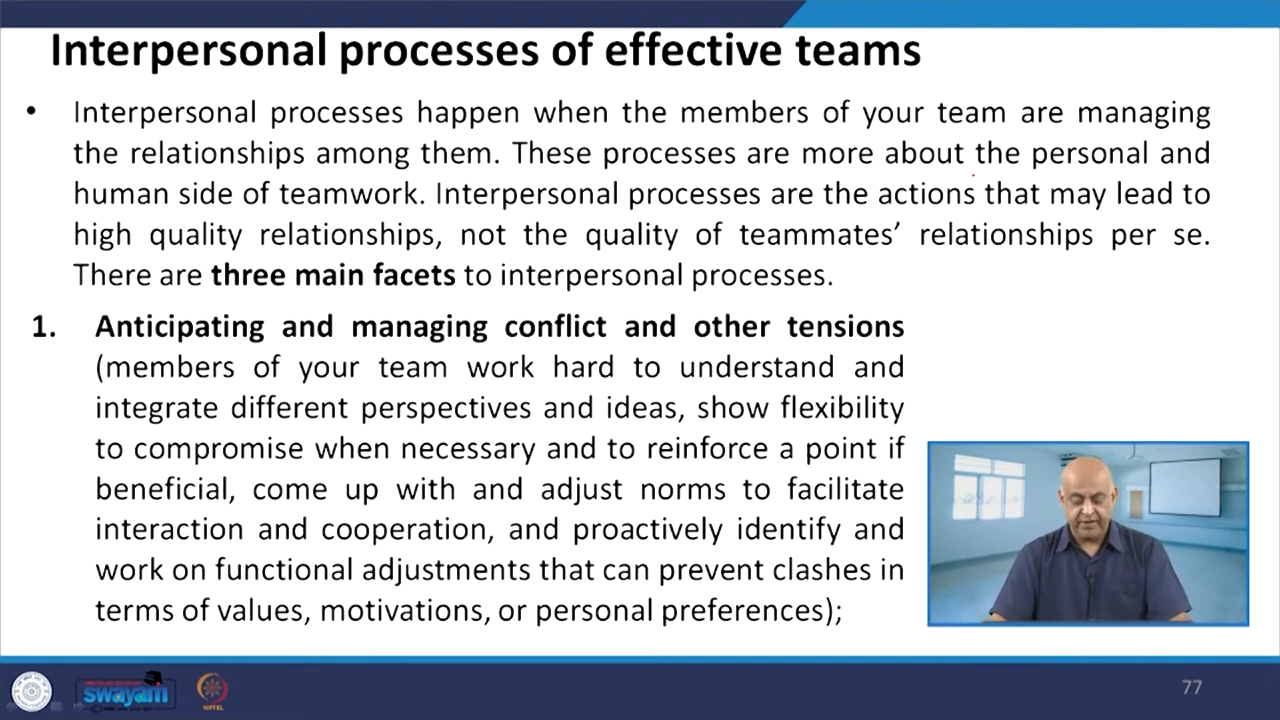 Interpersonal processes of effective teams
• Interpersonal processes happen when the members of your team are managing
the relationships among them. These processes are more about the personal and
human side of teamwork. Interpersonal processes are the actions that may lead to
high quality relationships, not the quality of teammates’ relationships per se.
There are three main facets to interpersonal processes.
1. Anticipating and managing conflict and other tensions
(members of your team work hard to understand and
integrate different perspectives and ideas, show flexibility
to compromise when necessary and to reinforce a point if
beneficial, come up with and adjust norms to facilitate
interaction and cooperation, and proactively identify and
work on functional adjustments that can prevent clashes in
terms of values, motivations, or personal preferences);
swayam
NPTEL
77